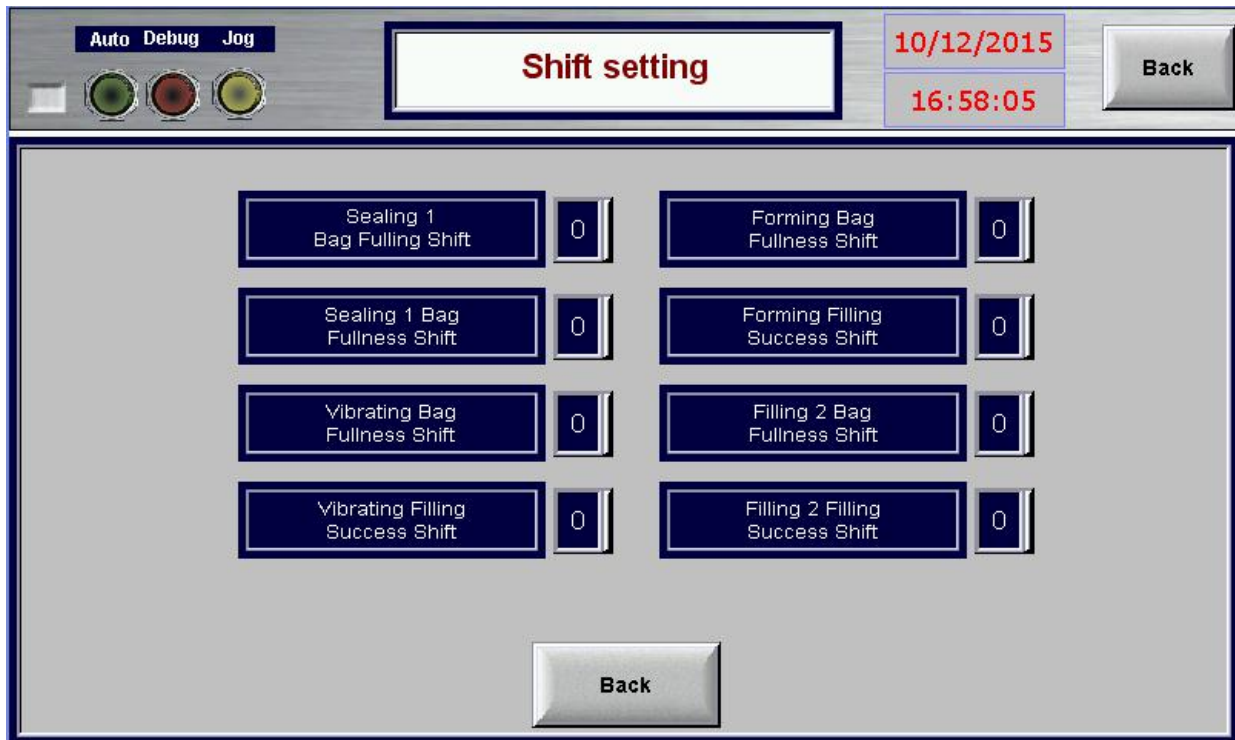 Auto Debug Jog
Shift setting
10/12/2015
16:58:05
Back
Sealing 1
Bag Fulling Shift
0
Forming Bag
Fullness Shift
0
Sealing 1 Bag
Fullness Shift
0
Forming Filling
Success Shift
0
Vibrating Bag
Fullness Shift
0
Filling 2 Bag
Fullness Shift
0
Vibrating Filling
Success Shift
0
Filling 2 Filling
Success Shift
0
Back